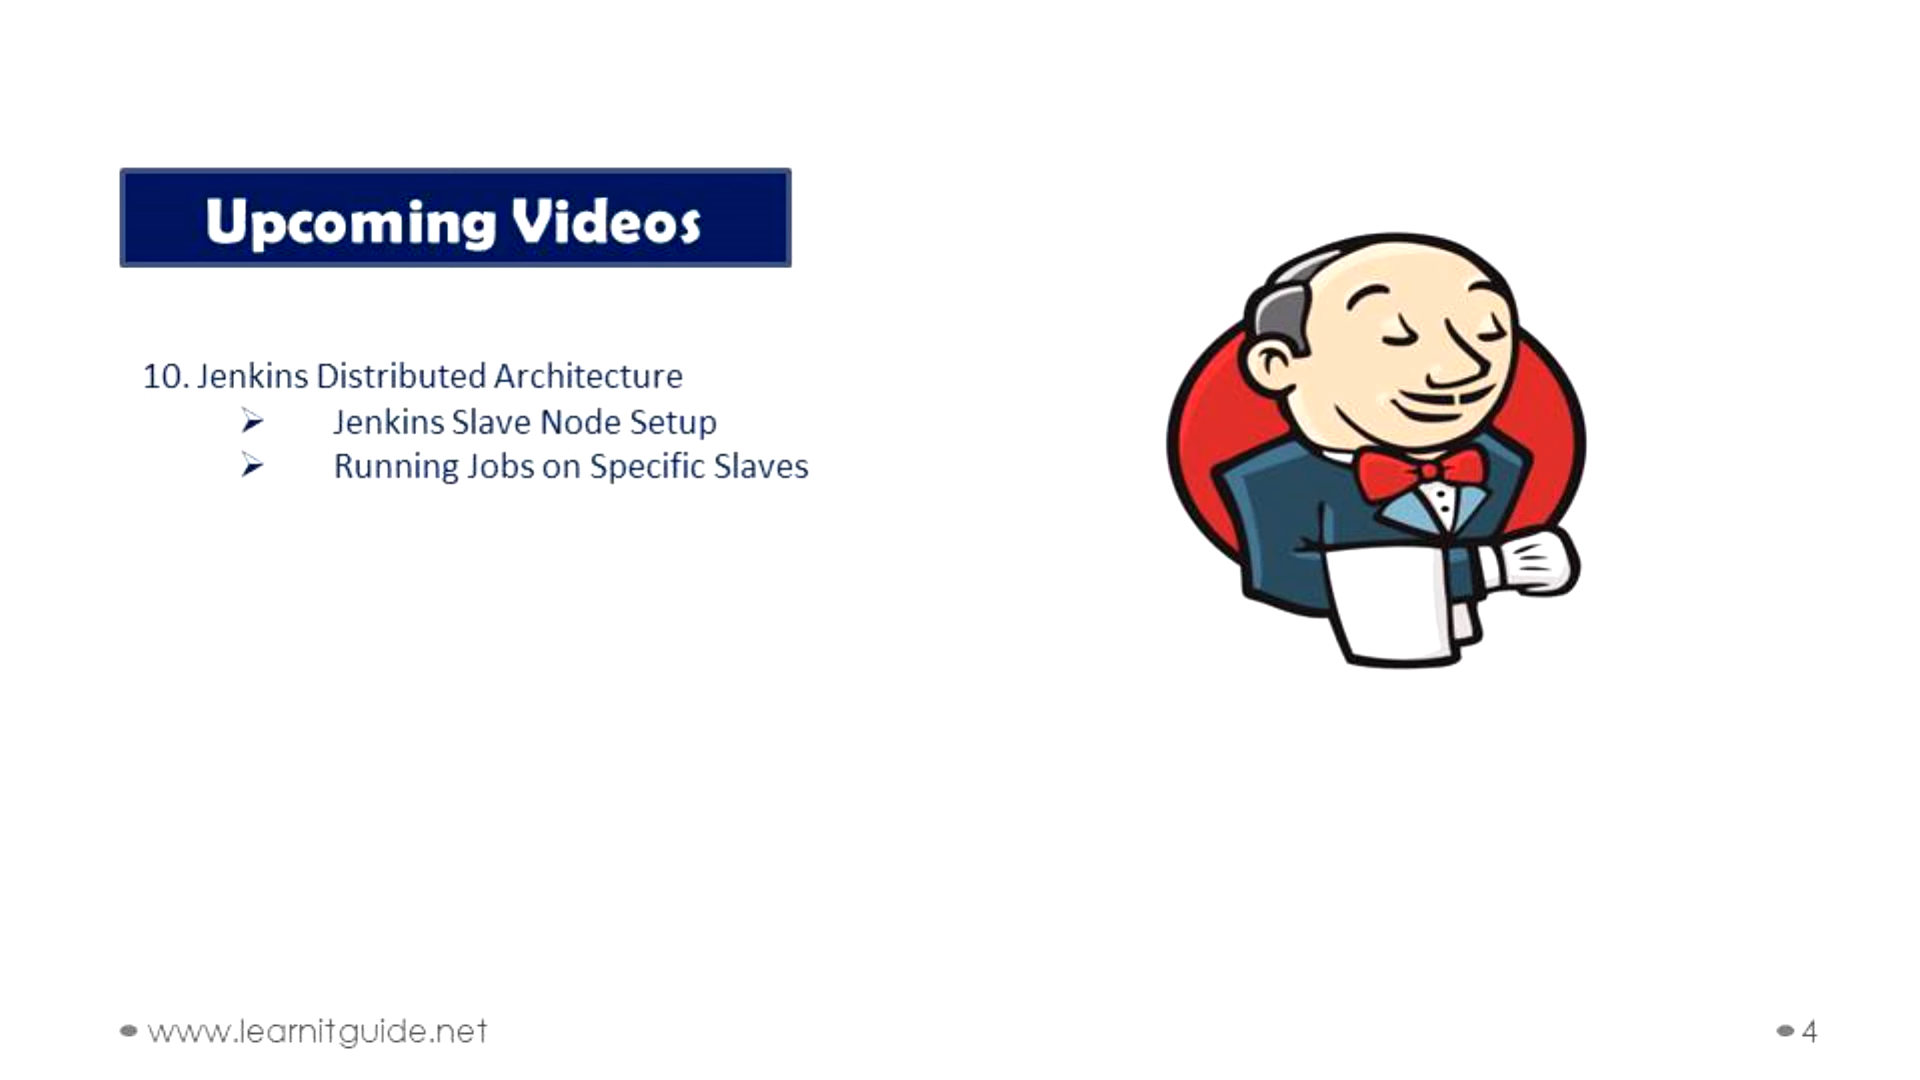 Upcoming Videos
10. Jenkins Distributed Architecture
➢ Jenkins Slave Node Setup
➢ Running Jobs on Specific Slaves
www.learnitguide.net
4